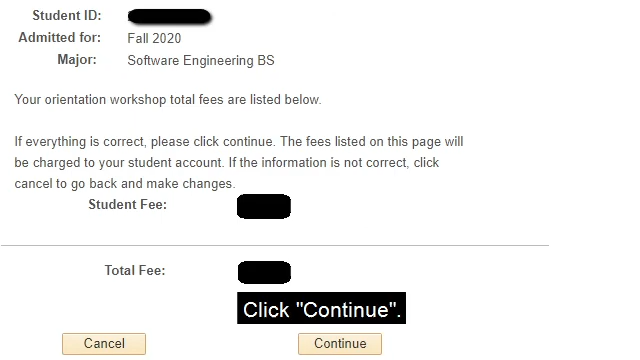 Student ID:
Admitted for: Fall 2020
Major: Software Engineering BS
Your orientation workshop total fees are listed below.
If everything is correct, please click continue. The fees listed on this page will
be charged to your student account. If the information is not correct, click
cancel to go back and make changes.
Student Fee:
Total Fee:
Click "Continue".
Cancel Continue